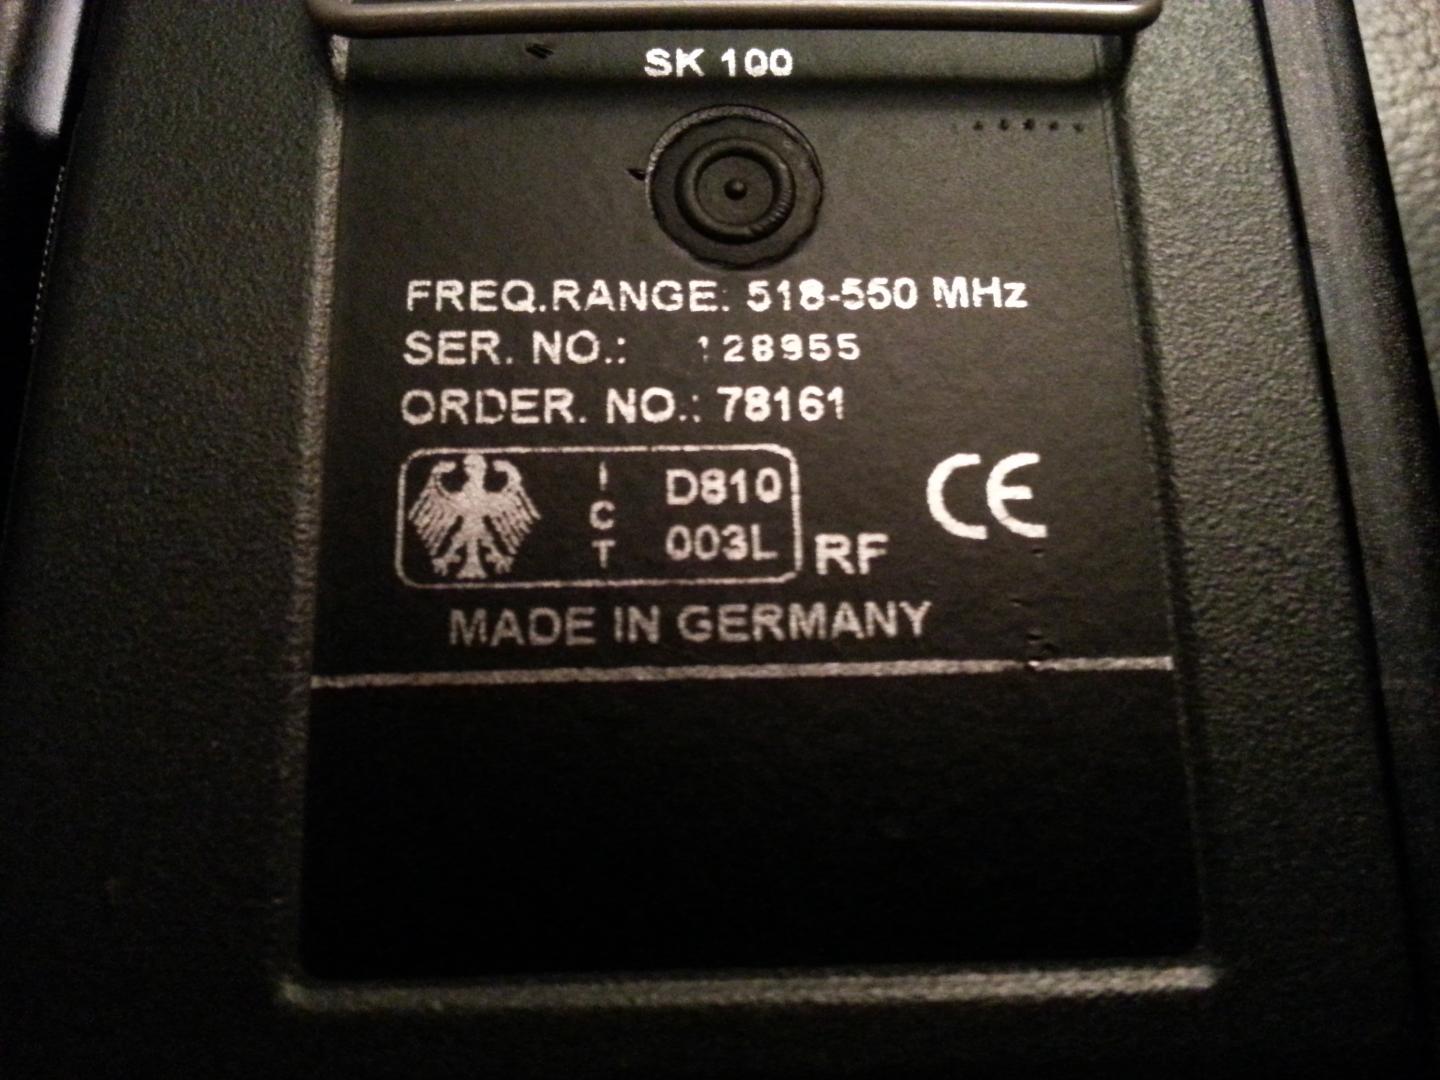 SK 100
FREQ.RANGE: 518-550 MHz
SER. NO.: 128955
ORDER. NO.: 78161
I
C
T
D810
003L
RF
CE
MADE IN GERMANY